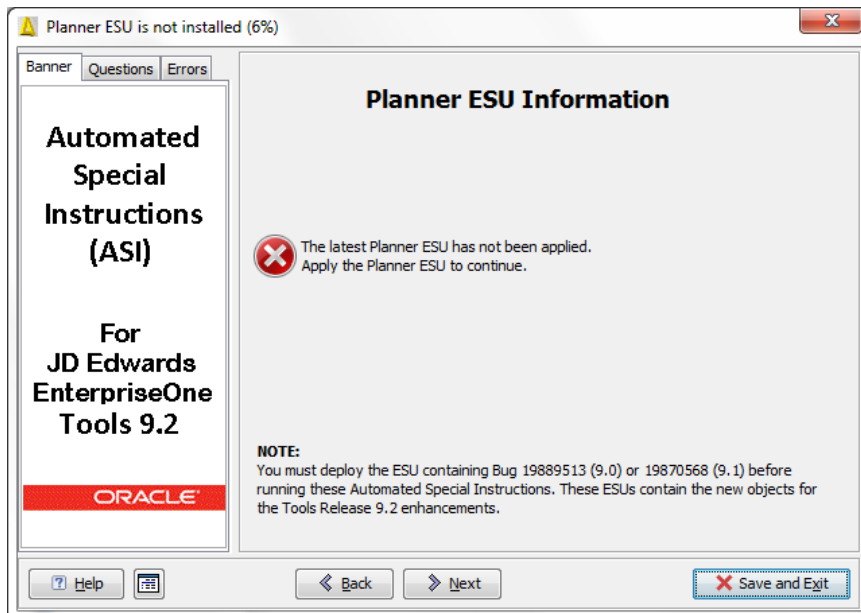 Planner ESU is not installed (6%)
Banner
Questions
Errors
Automated
Special
Instructions
(ASI)
For
JD Edwards
EnterpriseOne
Tools 9.2
ORACLE
Planner ESU Information
The latest Planner ESU has not been applied.
Apply the Planner ESU to continue.
NOTE:
You must deploy the ESU containing Bug 19889513 (9.0) or 19870568 (9.1) before
running these Automated Special Instructions. These ESUs contain the new objects for
the Tools Release 9.2 enhancements.
Help
Back
Next
Save and Exit